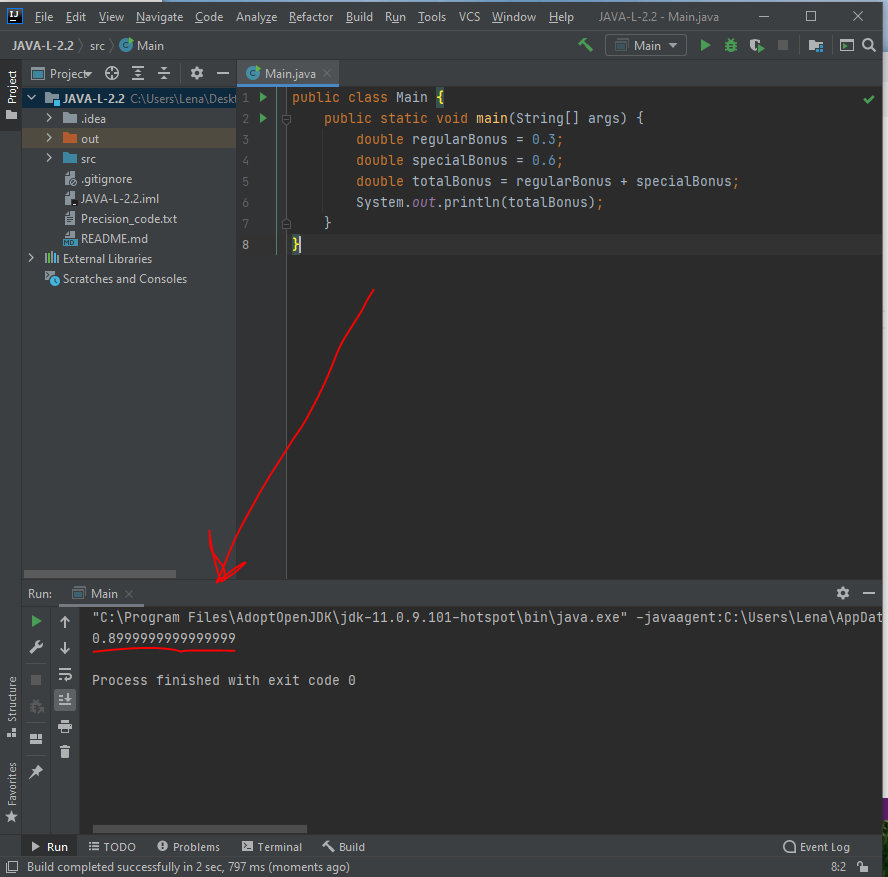 IJ File Edit View Navigate Code Analyze Refactor Build Run Tools VCS Window Help JAVA-L-2.2 - Main.java
JAVA-L-2.2 src Main Main
Project Project Main.java
JAVA-L-2.2 C:\Users\Lena\Deskt
.idea
out
src
.gitignore
JAVA-L-2.2.iml
Precision_code.txt
README.md
External Libraries
Scratches and Consoles
1 public class Main {
2 public static void main(String[] args) {
3 double regularBonus = 0.3;
4 double specialBonus = 0.6;
5 double totalBonus = regularBonus + specialBonus;
6 System.out.println(totalBonus);
7 }
8 }
Run: Main
"C:\Program Files\AdoptOpenJDK\jdk-11.0.9.101-hotspot\bin\java.exe" -javaagent:C:\Users\Lena\AppDat
0.8999999999999999
Process finished with exit code 0
Structure
Favorites
Run TODO Problems Terminal Build Event Log
Build completed successfully in 2 sec, 797 ms (moments ago) 8:2